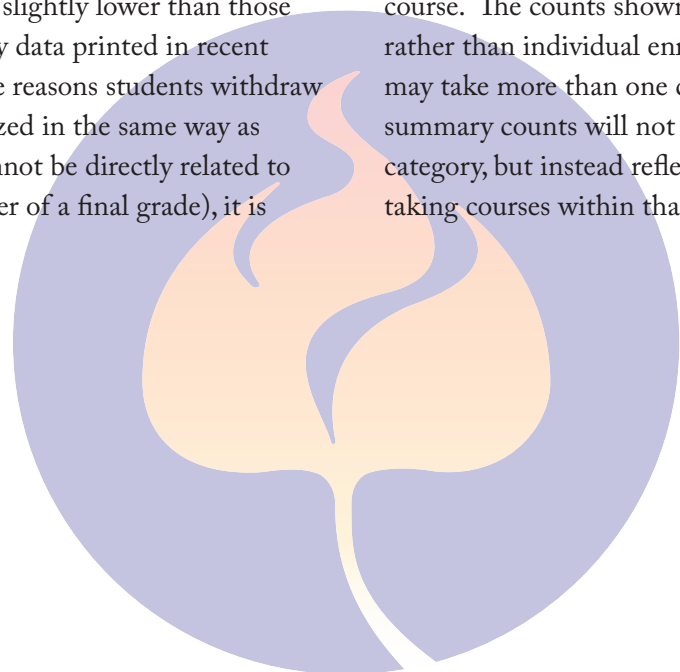 slightly lower than those
y data printed in recent
e reasons students withdraw
zed in the same way as
nnot be directly related to
er of a final grade), it is
course. The counts shown
rather than individual enr
may take more than one c
summary counts will not
category, but instead refle
taking courses within tha